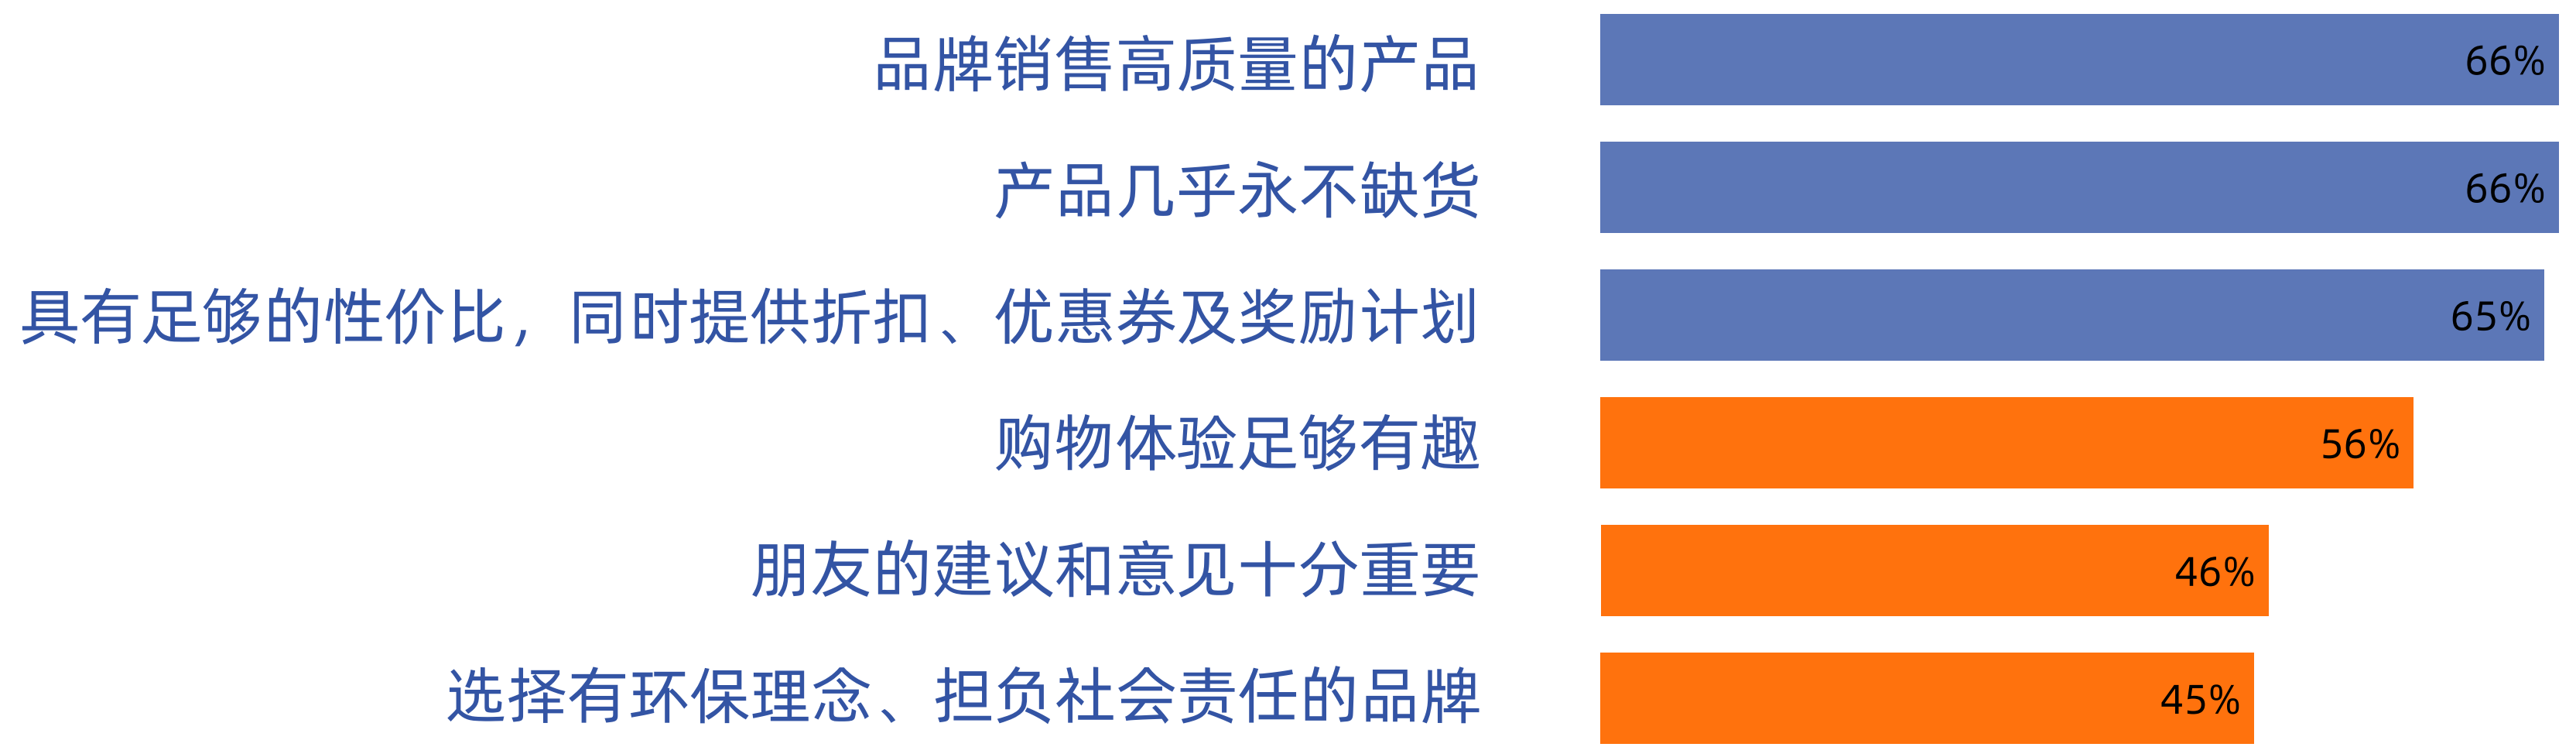 品牌销售高质量的产品 66%
产品几乎永不缺货 66%
具有足够的性价比，同时提供折扣、优惠券及奖励计划 65%
购物体验足够有趣 56%
朋友的建议和意见十分重要 46%
选择有环保理念、担负社会责任的品牌 45%